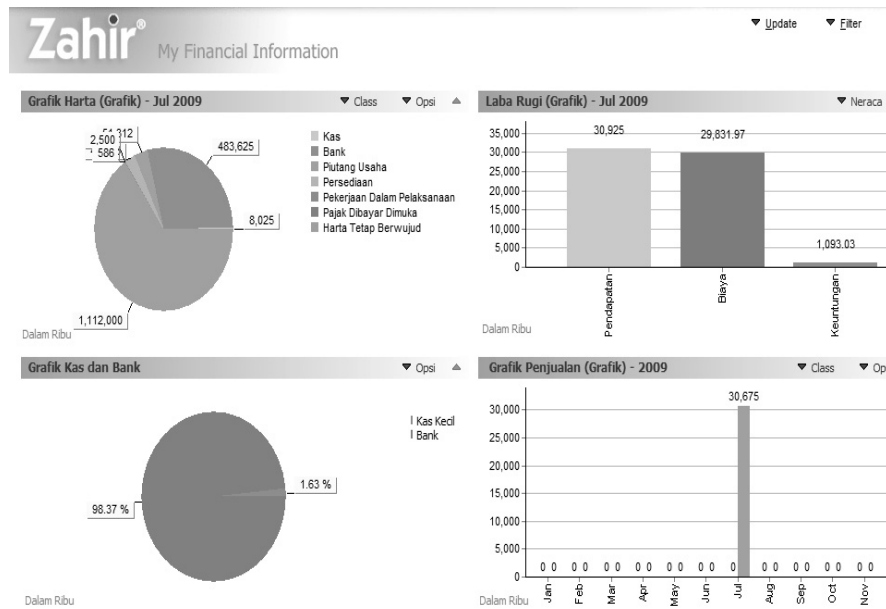 Zahir®
My Financial Information
Update
Filter
Grafik Harta (Grafik) - Jul 2009
Class
Opsi
2,500
586
483,625
8,025
1,112,000
Kas
Bank
Piutang Usaha
Persediaan
Pekerjaan Dalam Pelaksanaan
Pajak Dibayar Dimuka
Harta Tetap Berwujud
Dalam Ribu
Laba Rugi (Grafik) - Jul 2009
Neraca
35,000
30,000
25,000
20,000
15,000
10,000
5,000
0
30,925
29,831.97
1,093.03
Pendapatan
Biaya
Keuntungan
Dalam Ribu
Grafik Kas dan Bank
Opsi
Kas Kecil
Bank
98.37 %
1.63 %
Dalam Ribu
Grafik Penjualan (Grafik) - 2009
Class
Op
30,000
25,000
20,000
15,000
10,000
5,000
0
30,675
0 0 0 0 0 0 0 0 0 0 0 0 0 0 0 0 0 0 0 0 0
Jan Feb Mar Apr May Jun Jul Aug Sep Oct Nov
Dalam Ribu